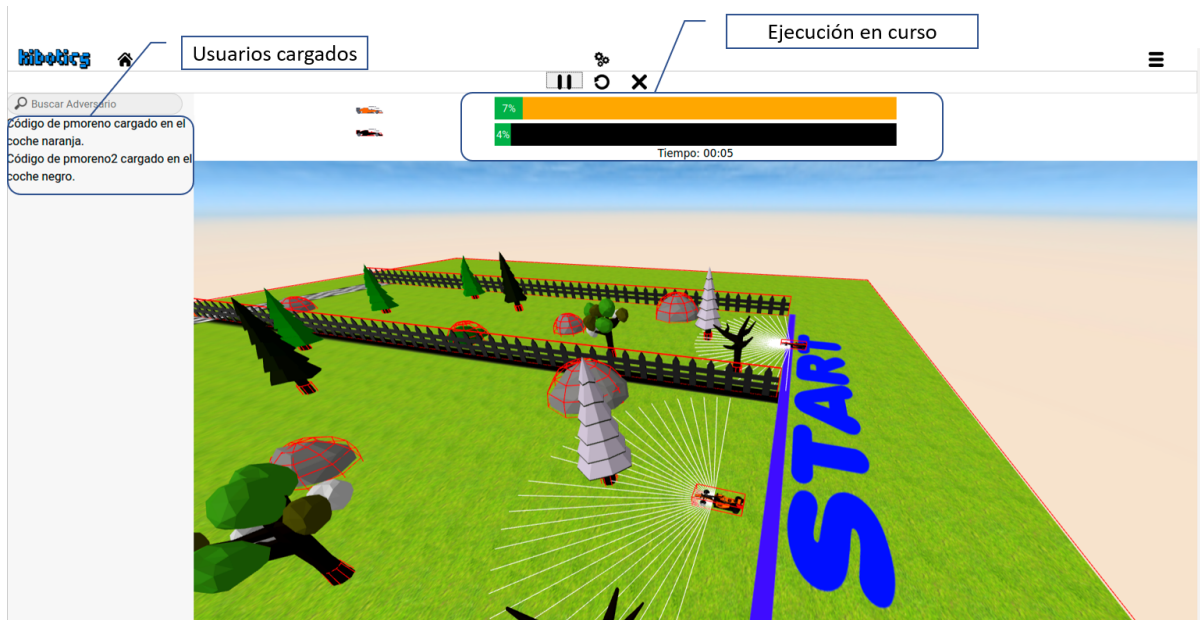 Ejecución en curso
Usuarios cargados
kibotics
Buscar Adversario
Código de pmoreno cargado en el
coche naranja.
Código de pmoreno2 cargado en el
coche negro.
7%
4%
Tiempo: 00:05
START